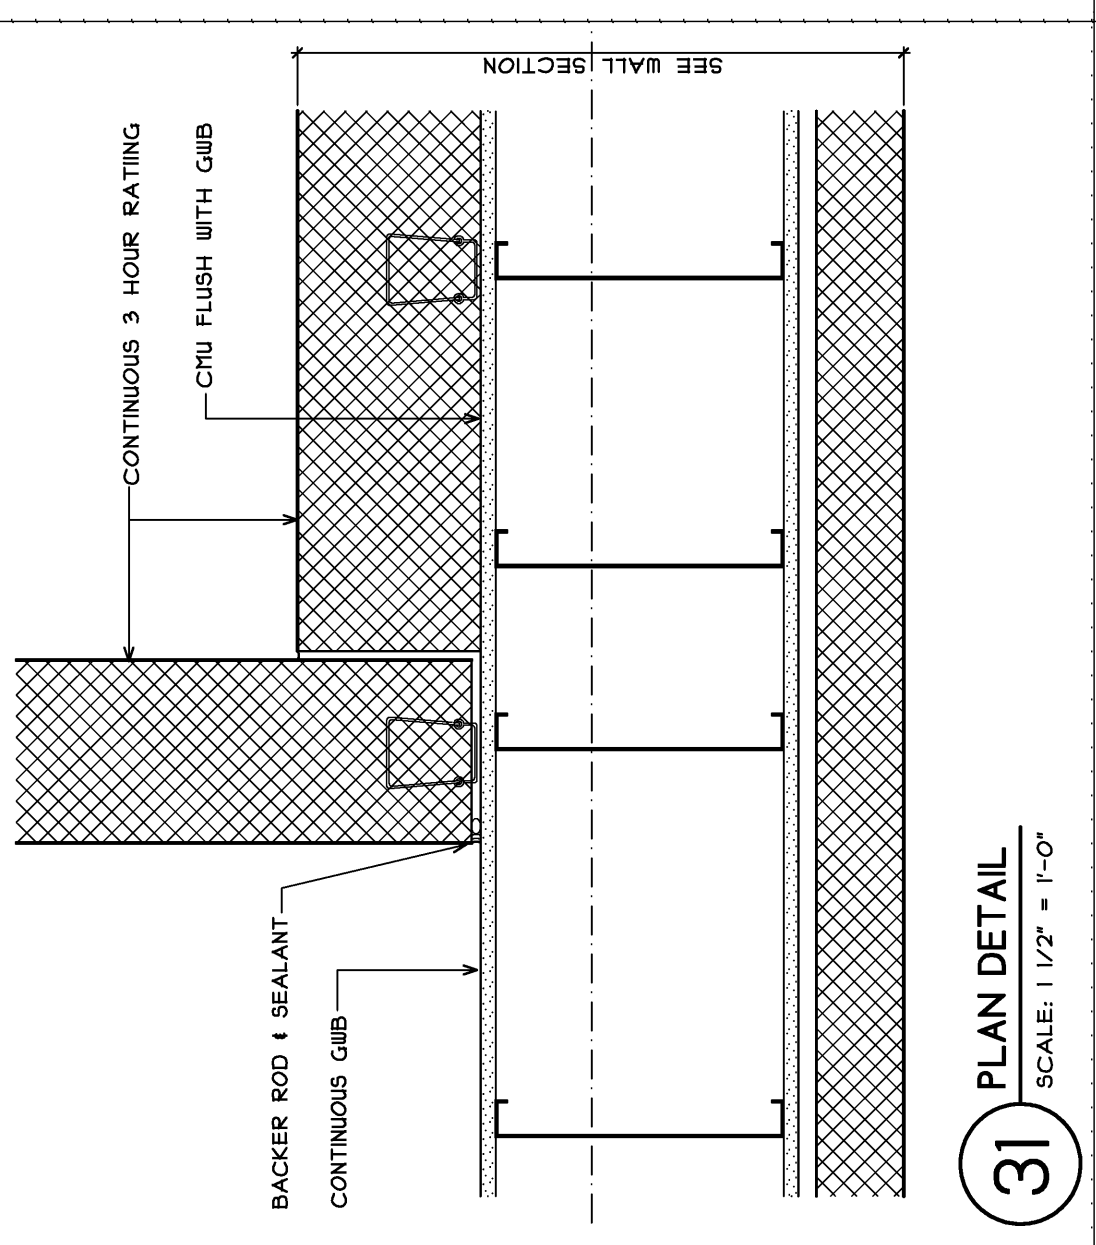 SEE WALL SECTION
CONTINUOUS 3 HOUR RATIING
CMU FLUSH WITH GWB
BACKER ROD & SEALANT
CONTINUOUS GWB
31
PLAN DETAIL
SCALE: 1 1/2" = 1'-0"